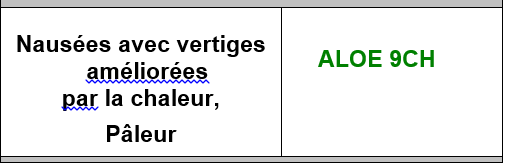 Nausées avec vertiges
améliorées
par la chaleur,
Pâleur
ALOE 9CH